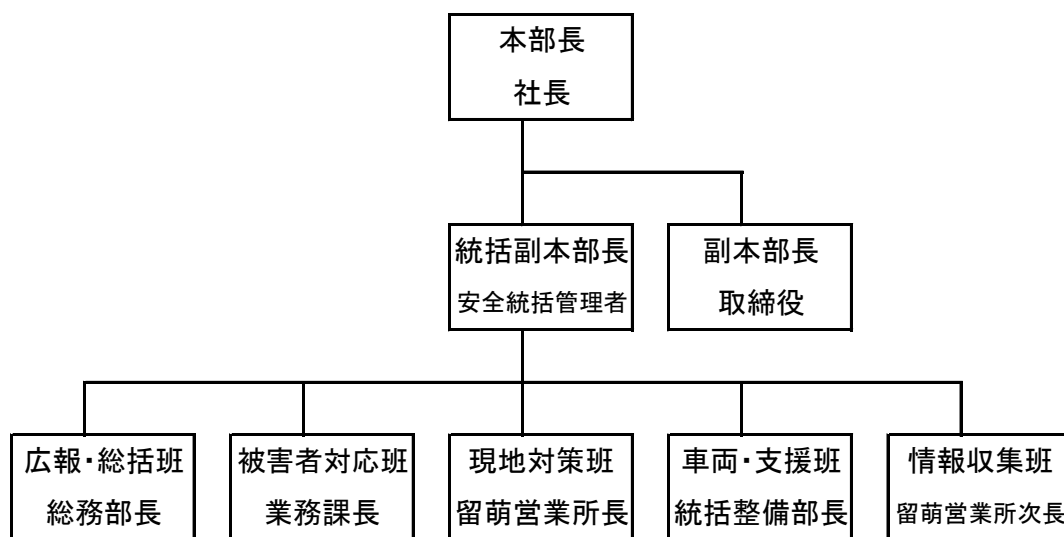 本部長
社長
統括副本部長
安全統括管理者
副本部長
取締役
広報・総括班
総務部長
被害者対応班
業務課長
現地対策班
留萌営業所長
車両・支援班
統括整備部長
情報収集班
留萌営業所次長